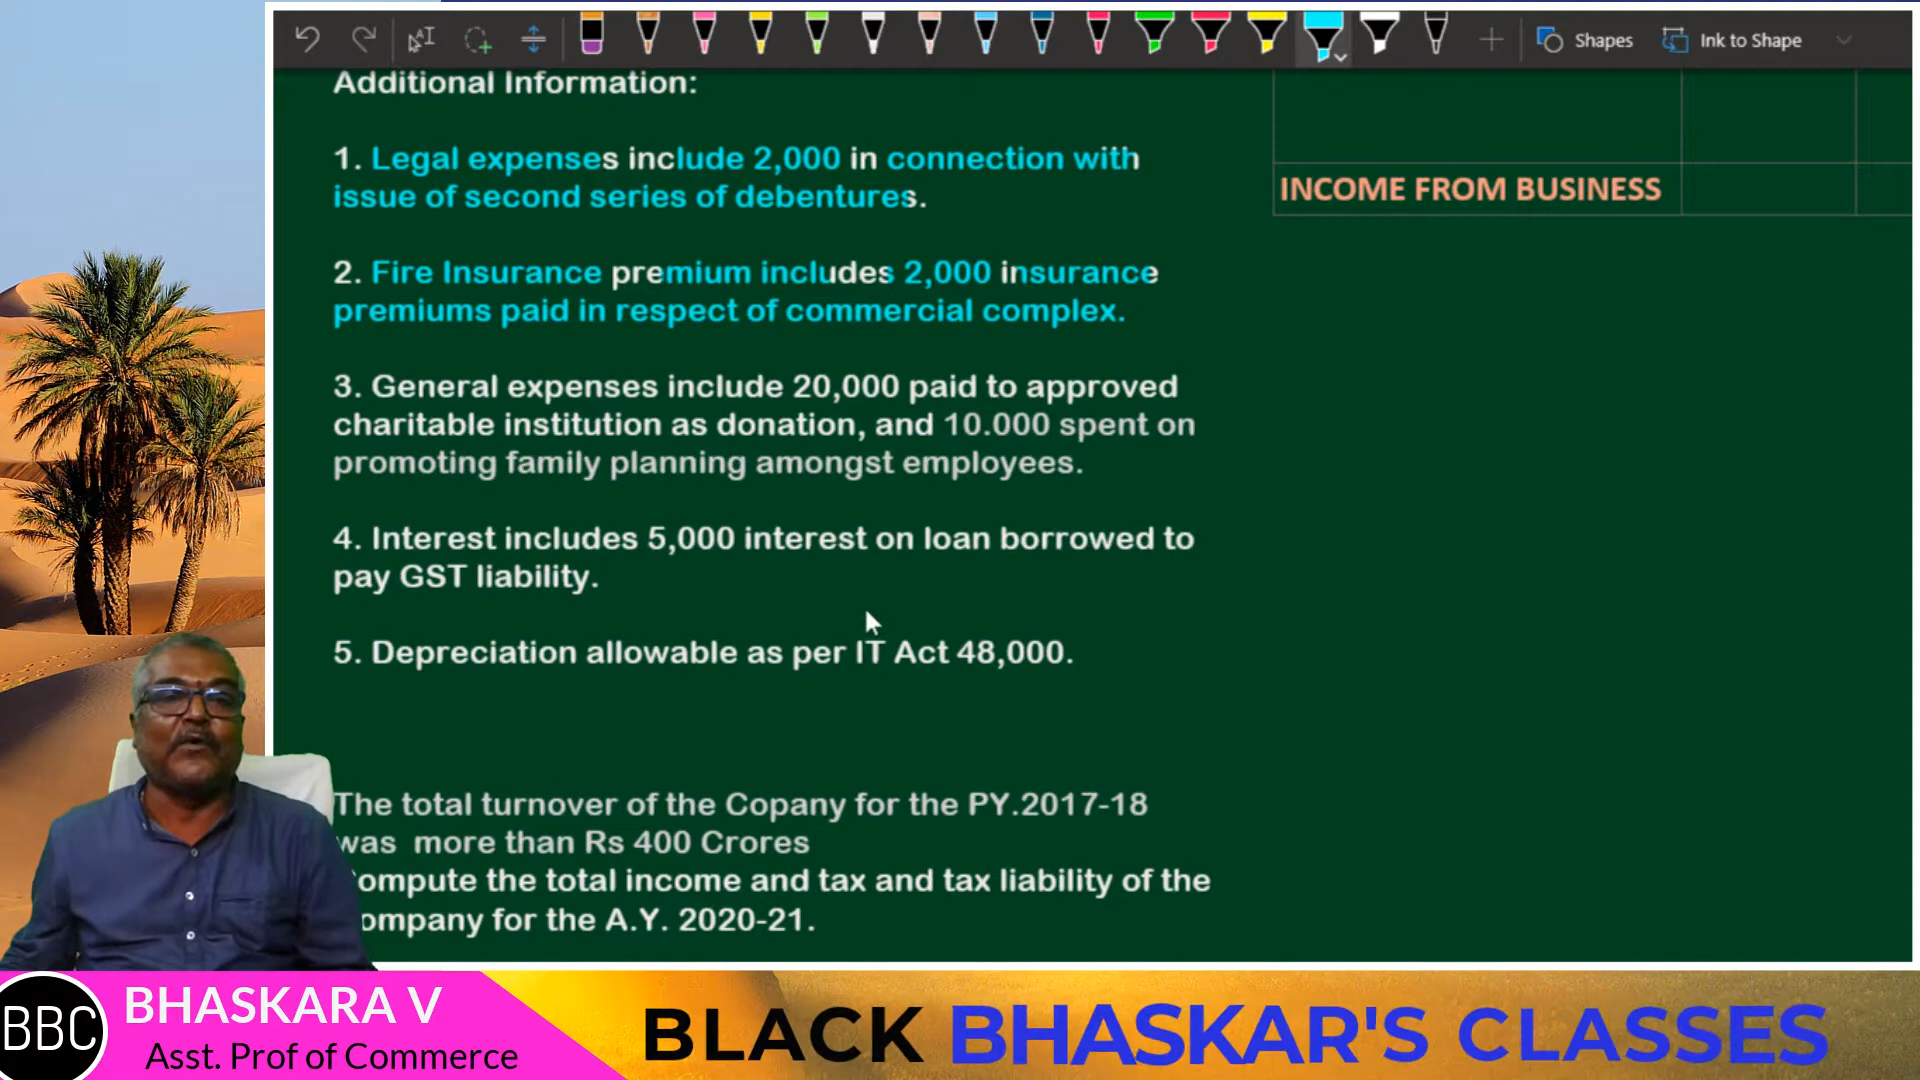 Shapes
Ink to Shape
Additional Information:
1. Legal expenses include 2,000 in connection with
issue of second series of debentures.
2. Fire Insurance premium includes 2,000 insurance
premiums paid in respect of commercial complex.
3. General expenses include 20,000 paid to approved
charitable institution as donation, and 10.000 spent on
promoting family planning amongst employees.
4. Interest includes 5,000 interest on loan borrowed to
pay GST liability.
5. Depreciation allowable as per IT Act 48,000.
The total turnover of the Copany for the PY.2017-18
was more than Rs 400 Crores
ompute the total income and tax and tax liability of the
ompany for the A.Y. 2020-21.
INCOME FROM BUSINESS
BBC
BHASKARA V
Asst. Prof of Commerce
BLACK BHASKAR'S CLASSES